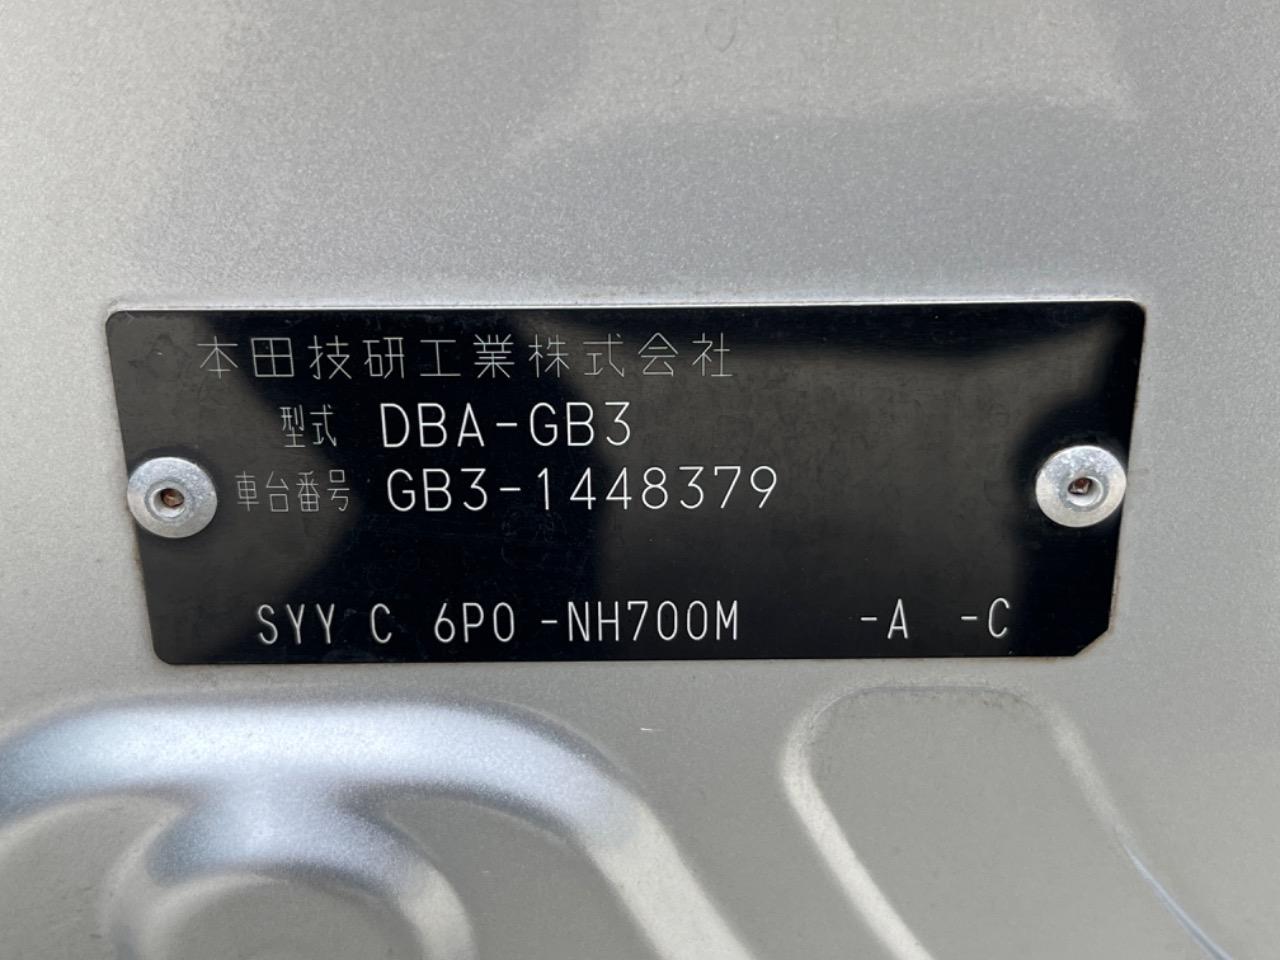 本田技研工業株式会社
型式 DBA-GB3
車台番号 GB3-1448379
SYY C 6P0 -NH700M -A -C